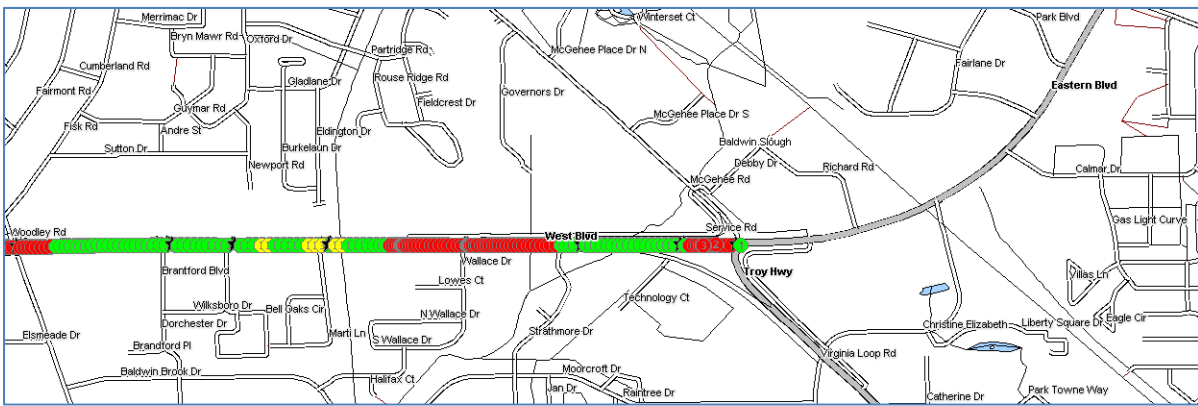 Merrimac Dr
Winterset Ct
Park Blvd
Bryn Mawr Rd
Oxford Dr
Partridge Rd
McGehee Place Dr N
Cumberland Rd
Fairlane Dr
Rouse Ridge Rd
Gladlane Dr
Eastern Blvd
Fairmont Rd
Governors Dr
Fieldcrest Dr
Guymar Rd
McGehee Place Dr S
Fisk Rd
Andre St
Eldington Dr
Baldwin Slough
Sutton Dr
Burkelaun Dr
Newport Rd
Debby Dr
Richard Rd
Calmar Dr
McGehee Rd
Gas Light Curve
Woodley Rd
Service Rd
West Blvd
3
2
Wallace Dr
Brantford Blvd
Troy Hwy
Villas Ln
Lowes Ct
Technology Ct
Wilksboro Dr
Bell Oaks Cir
N Wallace Dr
Eagle Cir
Dorchester Dr
Christine Elizabeth
Liberty Square Dr
Elsmeade Dr
Marti Ln
Strathmore Dr
S Wallace Dr
Brandford Pl
Virginia Loop Rd
Baldwin Brook Dr
Moorcroft Dr
Halifax Ct
Jan Dr
Raintree Dr
Park Towne Way
Catherine Dr